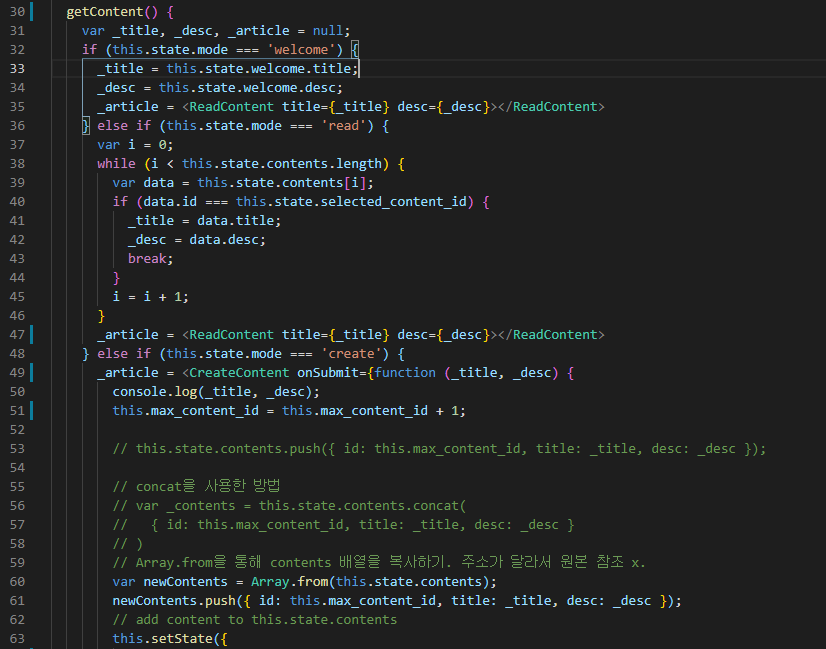 30 getContent() {
31 var _title, _desc, _article = null;
32 if (this.state.mode === 'welcome') {
33 _title = this.state.welcome.title;
34 _desc = this.state.welcome.desc;
35 _article = <ReadContent title={_title} desc={_desc}></ReadContent>
36 } else if (this.state.mode === 'read') {
37 var i = 0;
38 while (i < this.state.contents.length) {
39 var data = this.state.contents[i];
40 if (data.id === this.state.selected_content_id) {
41 _title = data.title;
42 _desc = data.desc;
43 break;
44 }
45 i = i + 1;
46 }
47 _article = <ReadContent title={_title} desc={_desc}></ReadContent>
48 } else if (this.state.mode === 'create') {
49 _article = <CreateContent onSubmit={function (_title, _desc) {
50 console.log(_title, _desc);
51 this.max_content_id = this.max_content_id + 1;
52
53 // this.state.contents.push({ id: this.max_content_id, title: _title, desc: _desc });
54
55 // concat을 사용한 방법
56 // var _contents = this.state.contents.concat(
57 //   { id: this.max_content_id, title: _title, desc: _desc }
58 // )
59 // Array.from을 통해 contents 배열을 복사하기. 주소가 달라서 원본 참조 x.
60 var newContents = Array.from(this.state.contents);
61 newContents.push({ id: this.max_content_id, title: _title, desc: _desc });
62 // add content to this.state.contents
63 this.setState({